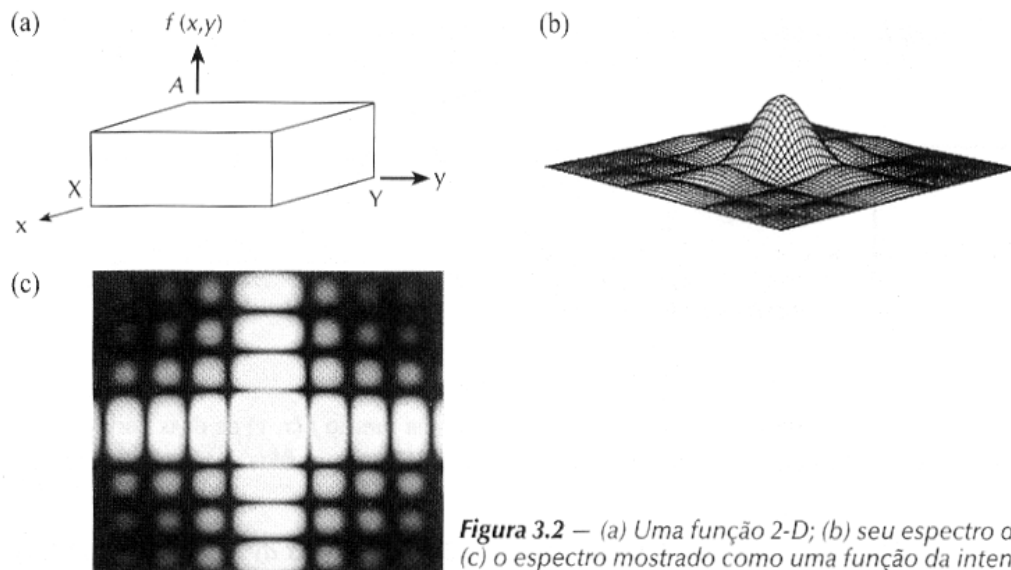 (a)
f (x,y)
(b)
A
X
x
Y
y
(c)
Figura 3.2 — (a) Uma função 2-D; (b) seu espectro
(c) o espectro mostrado como uma função da